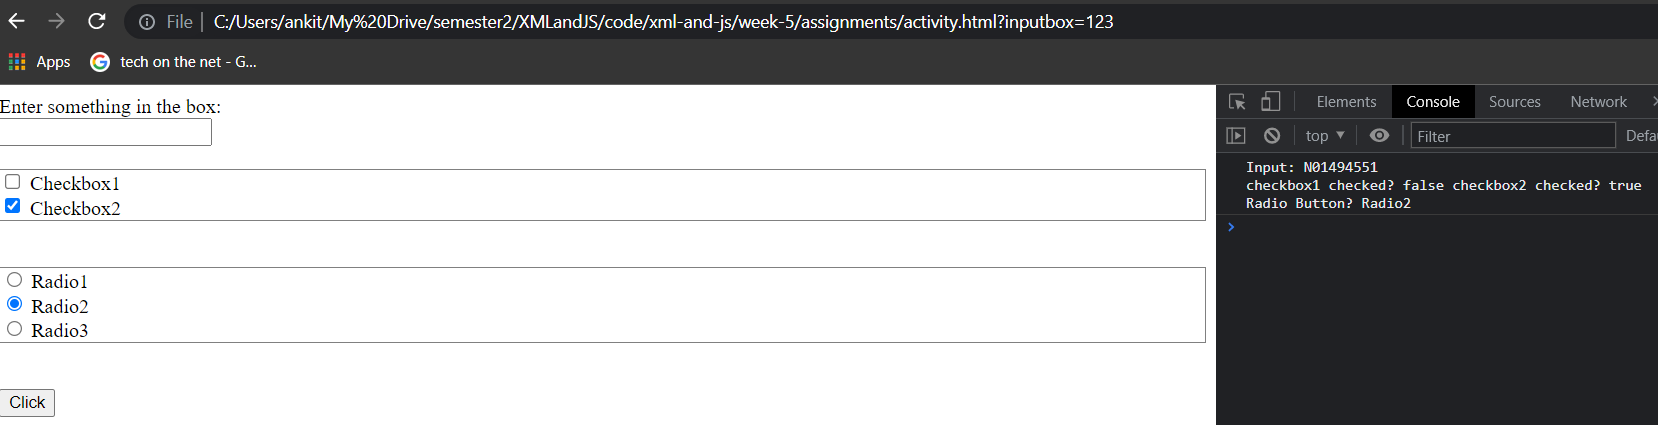 File C:/Users/ankit/My%20Drive/semester2/XMLandJS/code/xml-and-js/week-5/assignments/activity.html?inputbox=123
Apps tech on the net - G...
Enter something in the box:
Checkbox1
Checkbox2
Radio1
Radio2
Radio3
Click
Elements Console Sources Network
top Filter Defau
Input: N01494551
checkbox1 checked? false checkbox2 checked? true
Radio Button? Radio2